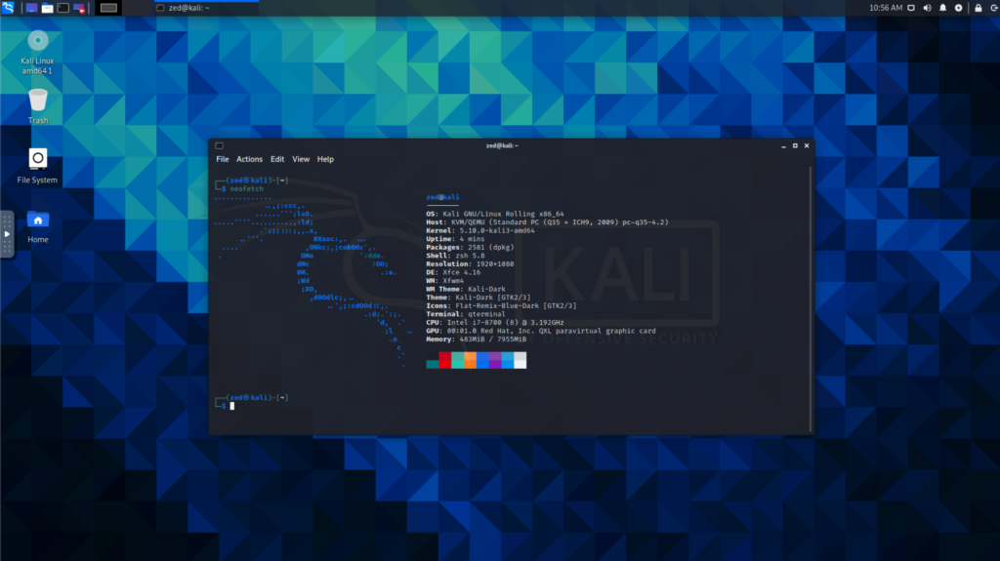 zed@kali: ~
10:56 AM
Kali Linux
amd64 1
Trash
File System
Home
zed@kali: ~
File Actions Edit View Help
┌──(zed㉿kali)-[~]
└─$ neofetch
zed@kali
OS: Kali GNU/Linux Rolling x86_64
Host: KVM/QEMU (Standard PC (Q35 + ICH9, 2009) pc-q35-4.2)
Kernel: 5.10.0-kali3-amd64
Uptime: 4 mins
Packages: 2581 (dpkg)
Shell: zsh 5.8
Resolution: 1920×1080
DE: Xfce 4.16
WM: Xfwm4
WM Theme: Kali-Dark
Theme: Kali-Dark [GTK2/3]
Icons: Flat-Remix-Blue-Dark [GTK2/3]
Terminal: qterminal
CPU: Intel i7-8700 (8) @ 3.192GHz
GPU: 00:01.0 Red Hat, Inc. QXL paravirtual graphic card
Memory: 483MiB / 7955MiB
KALI
OFFENSIVE SECURITY
┌──(zed㉿kali)-[~]
└─$